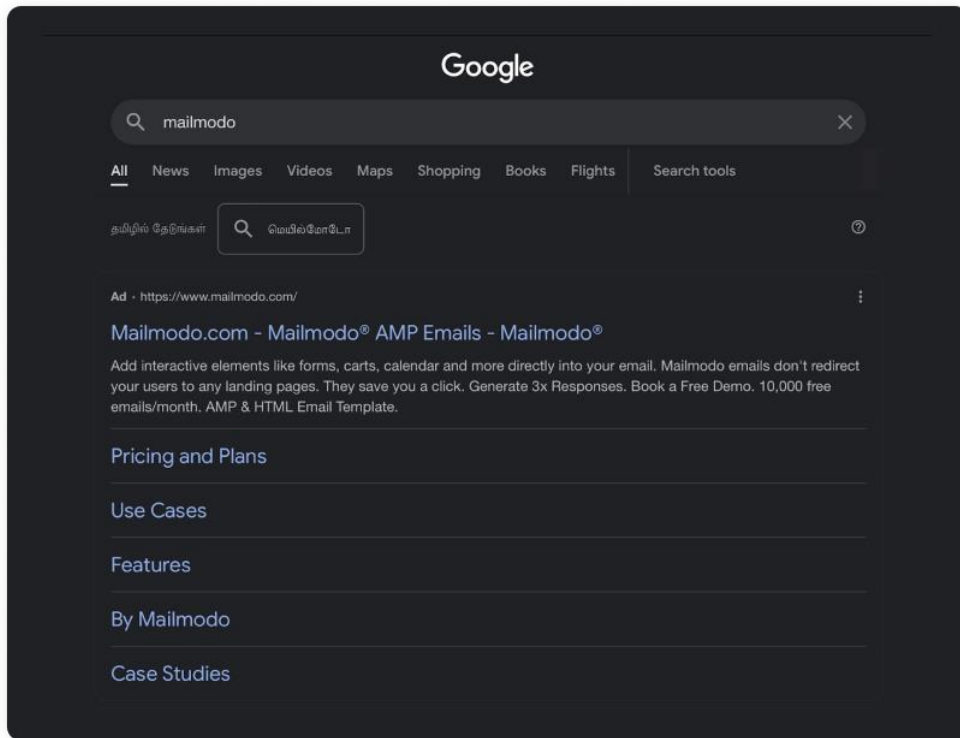 Google
mailmodo
All News Images Videos Maps Shopping Books Flights Search tools
தமிழில் தேடுங்கள் மெயில்மோடோ
Ad · https://www.mailmodo.com/
Mailmodo.com - Mailmodo® AMP Emails - Mailmodo®
Add interactive elements like forms, carts, calendar and more directly into your email. Mailmodo emails don't redirect
your users to any landing pages. They save you a click. Generate 3x Responses. Book a Free Demo. 10,000 free
emails/month. AMP & HTML Email Template.
Pricing and Plans
Use Cases
Features
By Mailmodo
Case Studies